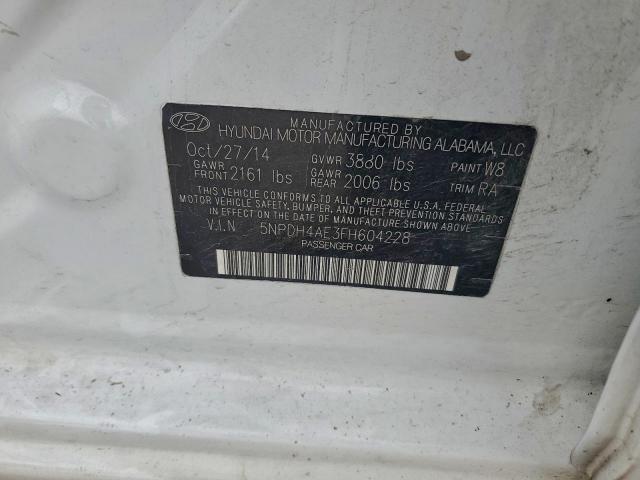 MANUFACTURED BY
HYUNDAI MOTOR MANUFACTURING ALABAMA, LLC
Oct/27/14 GVWR 3880 lbs PAINT W8
GAWR FRONT 2161 lbs GAWR REAR 2006 lbs TRIM RA
THIS VEHICLE CONFORMS TO ALL APPLICABLE U.S.A. FEDERAL
MOTOR VEHICLE SAFETY, BUMPER, AND THEFT PREVENTION STANDARDS
IN EFFECT ON THE DATE OF MANUFACTURE SHOWN ABOVE.
V.I.N 5NPDH4AE3FH604228
PASSENGER CAR